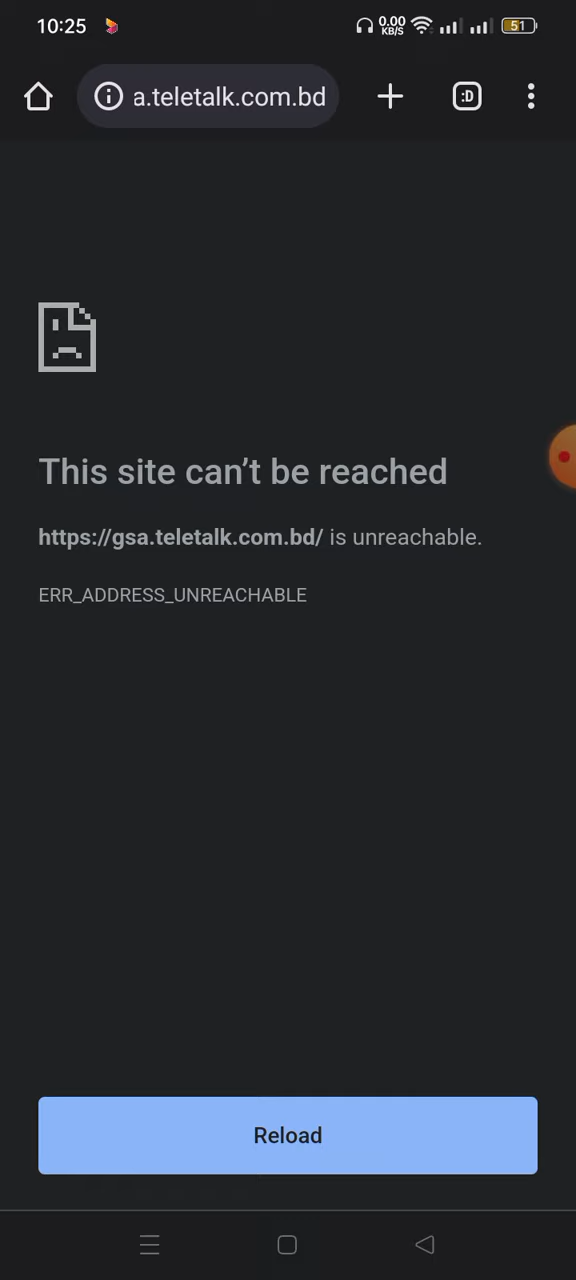 10:25
0.00
KB/S
51
a.teletalk.com.bd
:D
This site can’t be reached
https://gsa.teletalk.com.bd/ is unreachable.
ERR_ADDRESS_UNREACHABLE
Reload